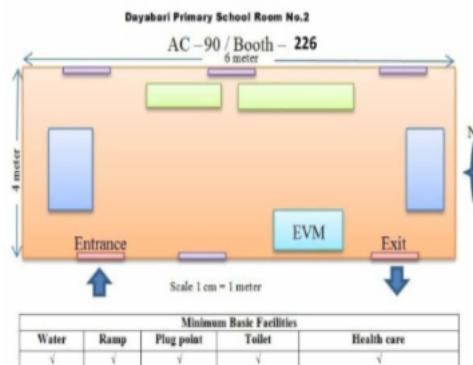 Dayabari Primary School Room No.2
AC – 90 / Booth – 226
6 meter
4 meter
N
EVM
Entrance
Exit
Scale 1 cm = 1 meter
Minimum Basic Facilities
Water Ramp Plug point Toilet Health care
√ √ √ √ √